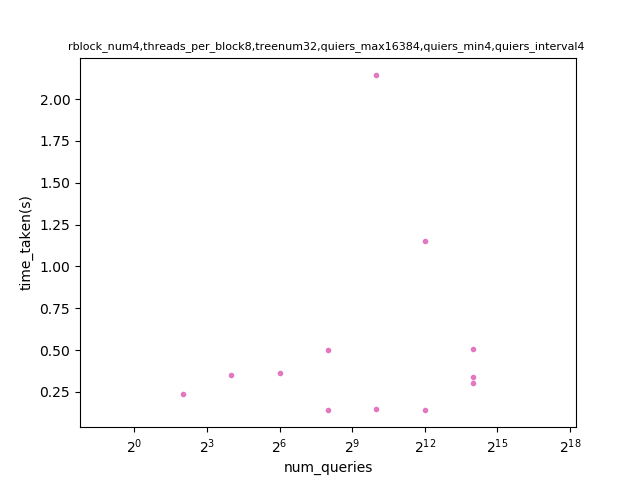 rblock_num4,threads_per_block8,treenum32,quiers_max16384,quiers_min4,quiers_interval4
2.00
1.75
1.50
1.25
1.00
0.75
0.50
0.25
time_taken(s)
2^0 2^3 2^6 2^9 2^12 2^15 2^18
num_queries